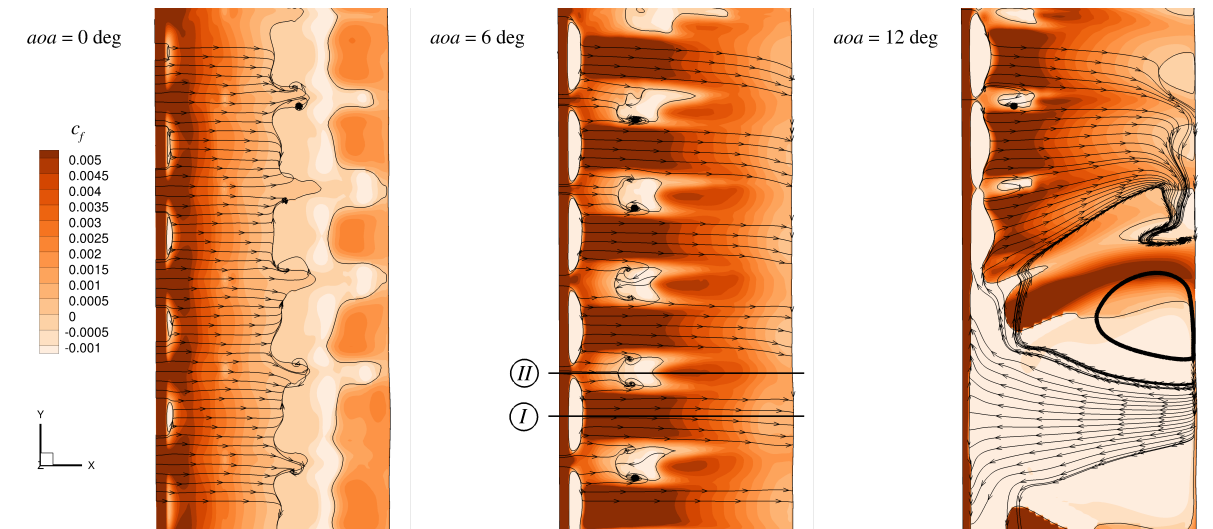 aoa = 0 deg
aoa = 6 deg
aoa = 12 deg
cf
0.005
0.0045
0.004
0.0035
0.003
0.0025
0.002
0.0015
0.001
0.0005
0
-0.0005
-0.001
II
I
Y
Z
X